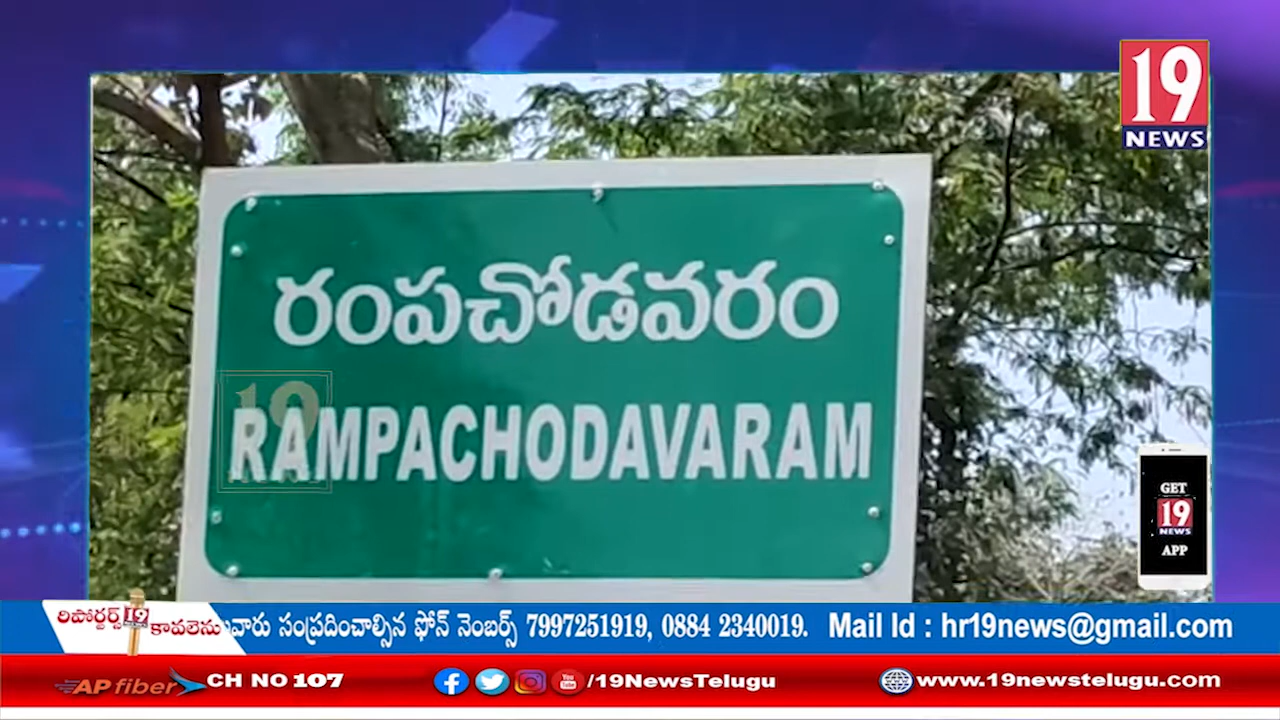 19
NEWS
రంపచోడవరం
RAMPACHODAVARAM
GET
19
NEWS
APP
రిపోర్టర్స్ 19
కావలెను
వారు సంప్రదించాల్సిన ఫోన్ నెంబర్స్ 7997251919, 0884 2340019. Mail Id : hr19news@gmail.com
AP fiber CH NO 107 /19NewsTelugu www.19newstelugu.com